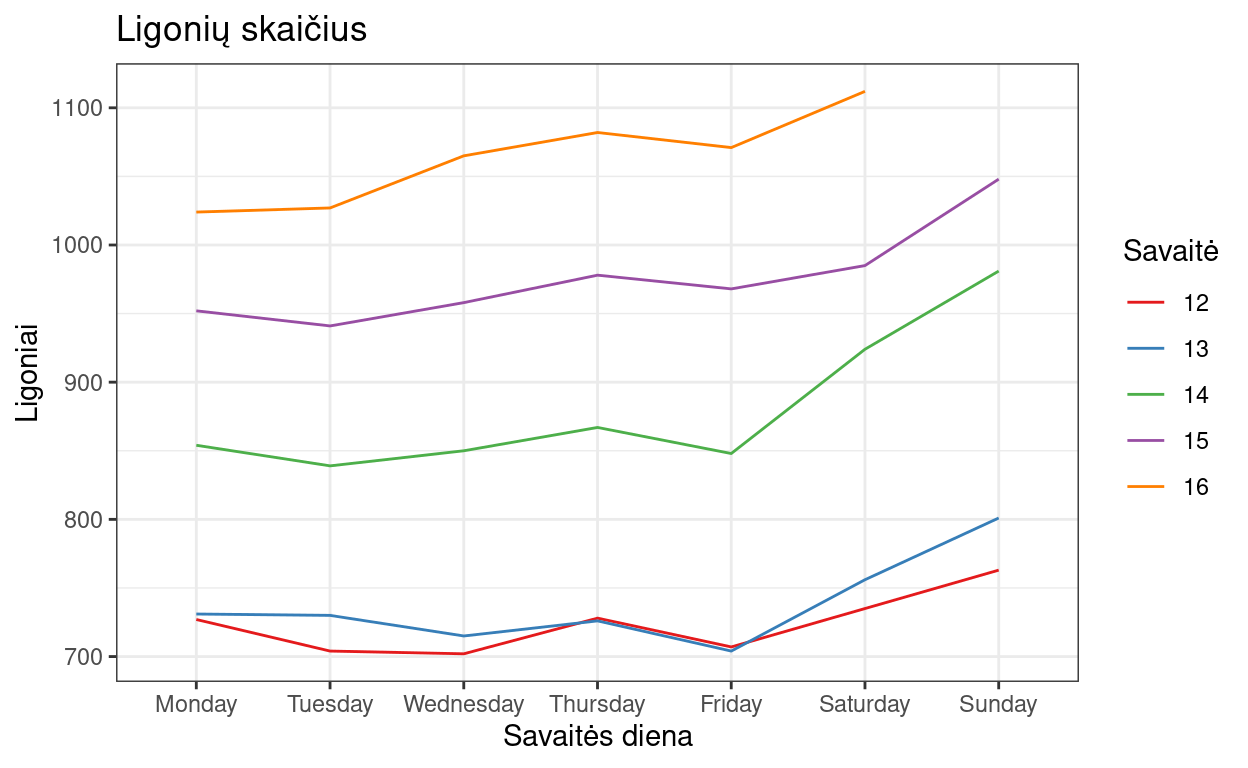 Ligonių skaičius
Ligoniai
1100
1000
900
800
700
Monday Tuesday Wednesday Thursday Friday Saturday Sunday
Savaitės diena
Savaitė
12
13
14
15
16